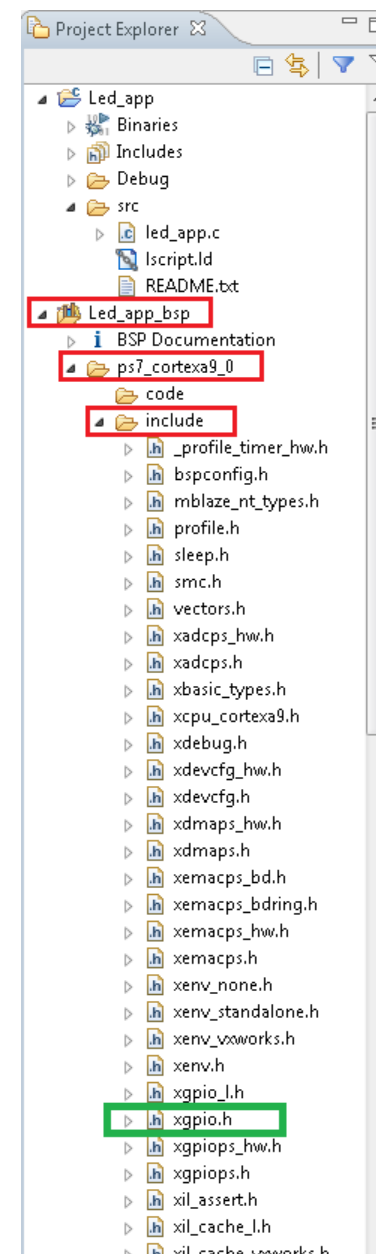 Project Explorer
Led_app
Binaries
Includes
Debug
src
led_app.c
lscript.ld
README.txt
Led_app_bsp
BSP Documentation
ps7_cortexa9_0
code
include
_profile_timer_hw.h
bspconfig.h
mblaze_nt_types.h
profile.h
sleep.h
smc.h
vectors.h
xadcps_hw.h
xadcps.h
xbasic_types.h
xcpu_cortexa9.h
xdebug.h
xdevcfg_hw.h
xdevcfg.h
xdmaps_hw.h
xdmaps.h
xemacps_bd.h
xemacps_bdring.h
xemacps_hw.h
xemacps.h
xenv_none.h
xenv_standalone.h
xenv_vxworks.h
xenv.h
xgpio_l.h
xgpio.h
xgpiops_hw.h
xgpiops.h
xil_assert.h
xil_cache_l.h
xil_cache_vxworks.h